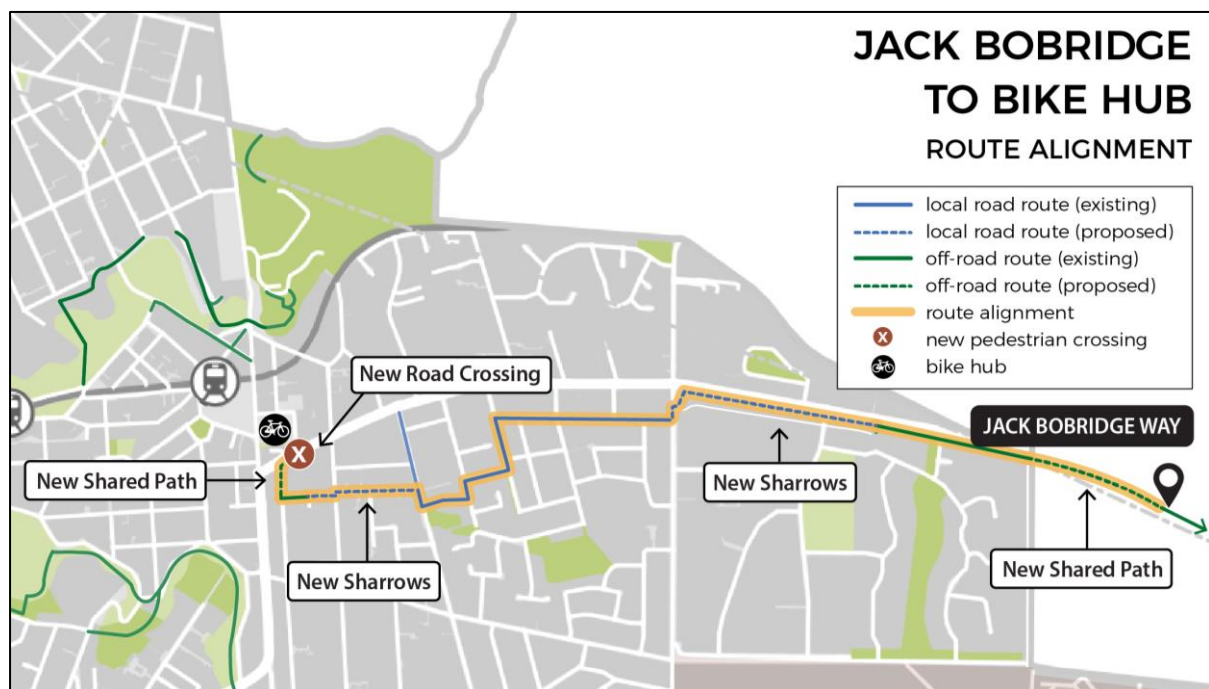 JACK BOBRIDGE
TO BIKE HUB
ROUTE ALIGNMENT
local road route (existing)
local road route (proposed)
off-road route (existing)
off-road route (proposed)
route alignment
X
new pedestrian crossing
bike hub
New Road Crossing
JACK BOBRIDGE WAY
X
New Shared Path
New Sharrows
New Sharrows
New Shared Path